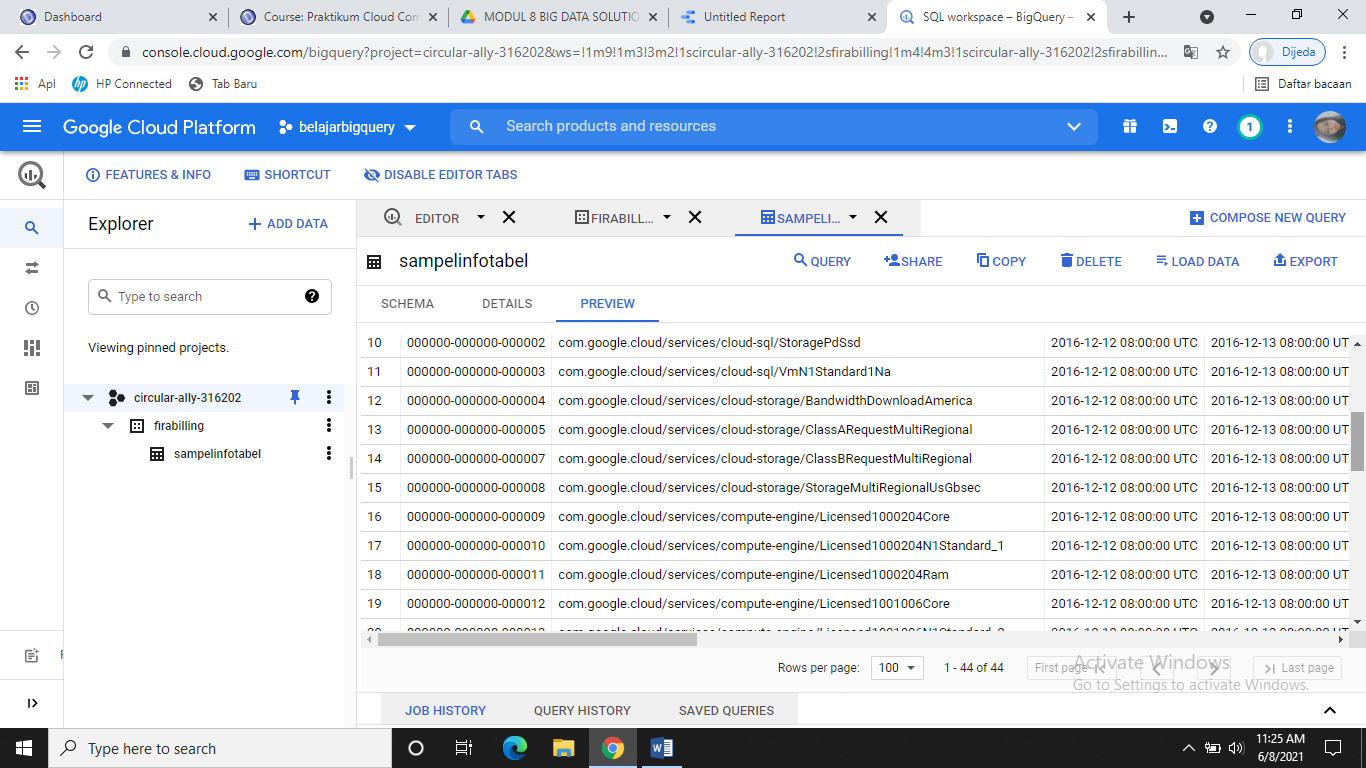 Dashboard
Course: Praktikum Cloud Com
MODUL 8 BIG DATA SOLUTIO
Untitled Report
SQL workspace – BigQuery –
console.cloud.google.com/bigquery?project=circular-ally-316202&ws=!1m9!1m3!3m2!1scircular-ally-316202!2sfirabilling!1m4!4m3!1scircular-ally-316202!2sfirabillin...
Dijeda
Apl
HP Connected
Tab Baru
Daftar bacaan
Google Cloud Platform
belajarbigquery
Search products and resources
1
FEATURES & INFO
SHORTCUT
DISABLE EDITOR TABS
Explorer
ADD DATA
EDITOR
FIRABILL...
SAMPELI...
COMPOSE NEW QUERY
sampelinfotabel
QUERY
SHARE
COPY
DELETE
LOAD DATA
EXPORT
Type to search
SCHEMA
DETAILS
PREVIEW
Viewing pinned projects.
circular-ally-316202
firabilling
sampelinfotabel
10 000000-000000-000002 com.google.cloud/services/cloud-sql/StoragePdSsd 2016-12-12 08:00:00 UTC 2016-12-13 08:00:00 UT
11 000000-000000-000003 com.google.cloud/services/cloud-sql/VmN1Standard1Na 2016-12-12 08:00:00 UTC 2016-12-13 08:00:00 UT
12 000000-000000-000004 com.google.cloud/services/cloud-storage/BandwidthDownloadAmerica 2016-12-12 08:00:00 UTC 2016-12-13 08:00:00 UT
13 000000-000000-000005 com.google.cloud/services/cloud-storage/ClassARequestMultiRegional 2016-12-12 08:00:00 UTC 2016-12-13 08:00:00 UT
14 000000-000000-000007 com.google.cloud/services/cloud-storage/ClassBRequestMultiRegional 2016-12-12 08:00:00 UTC 2016-12-13 08:00:00 UT
15 000000-000000-000008 com.google.cloud/services/cloud-storage/StorageMultiRegionalUsGbsec 2016-12-12 08:00:00 UTC 2016-12-13 08:00:00 UT
16 000000-000000-000009 com.google.cloud/services/compute-engine/Licensed1000204Core 2016-12-12 08:00:00 UTC 2016-12-13 08:00:00 UT
17 000000-000000-000010 com.google.cloud/services/compute-engine/Licensed1000204N1Standard_1 2016-12-12 08:00:00 UTC 2016-12-13 08:00:00 UT
18 000000-000000-000011 com.google.cloud/services/compute-engine/Licensed1000204Ram 2016-12-12 08:00:00 UTC 2016-12-13 08:00:00 UT
19 000000-000000-000012 com.google.cloud/services/compute-engine/Licensed1001006Core 2016-12-12 08:00:00 UTC 2016-12-13 08:00:00 UT
Rows per page: 100 1 - 44 of 44 First page Last page
Activate Windows
Go to Settings to activate Windows.
JOB HISTORY
QUERY HISTORY
SAVED QUERIES
Type here to search
11:25 AM
6/8/2021